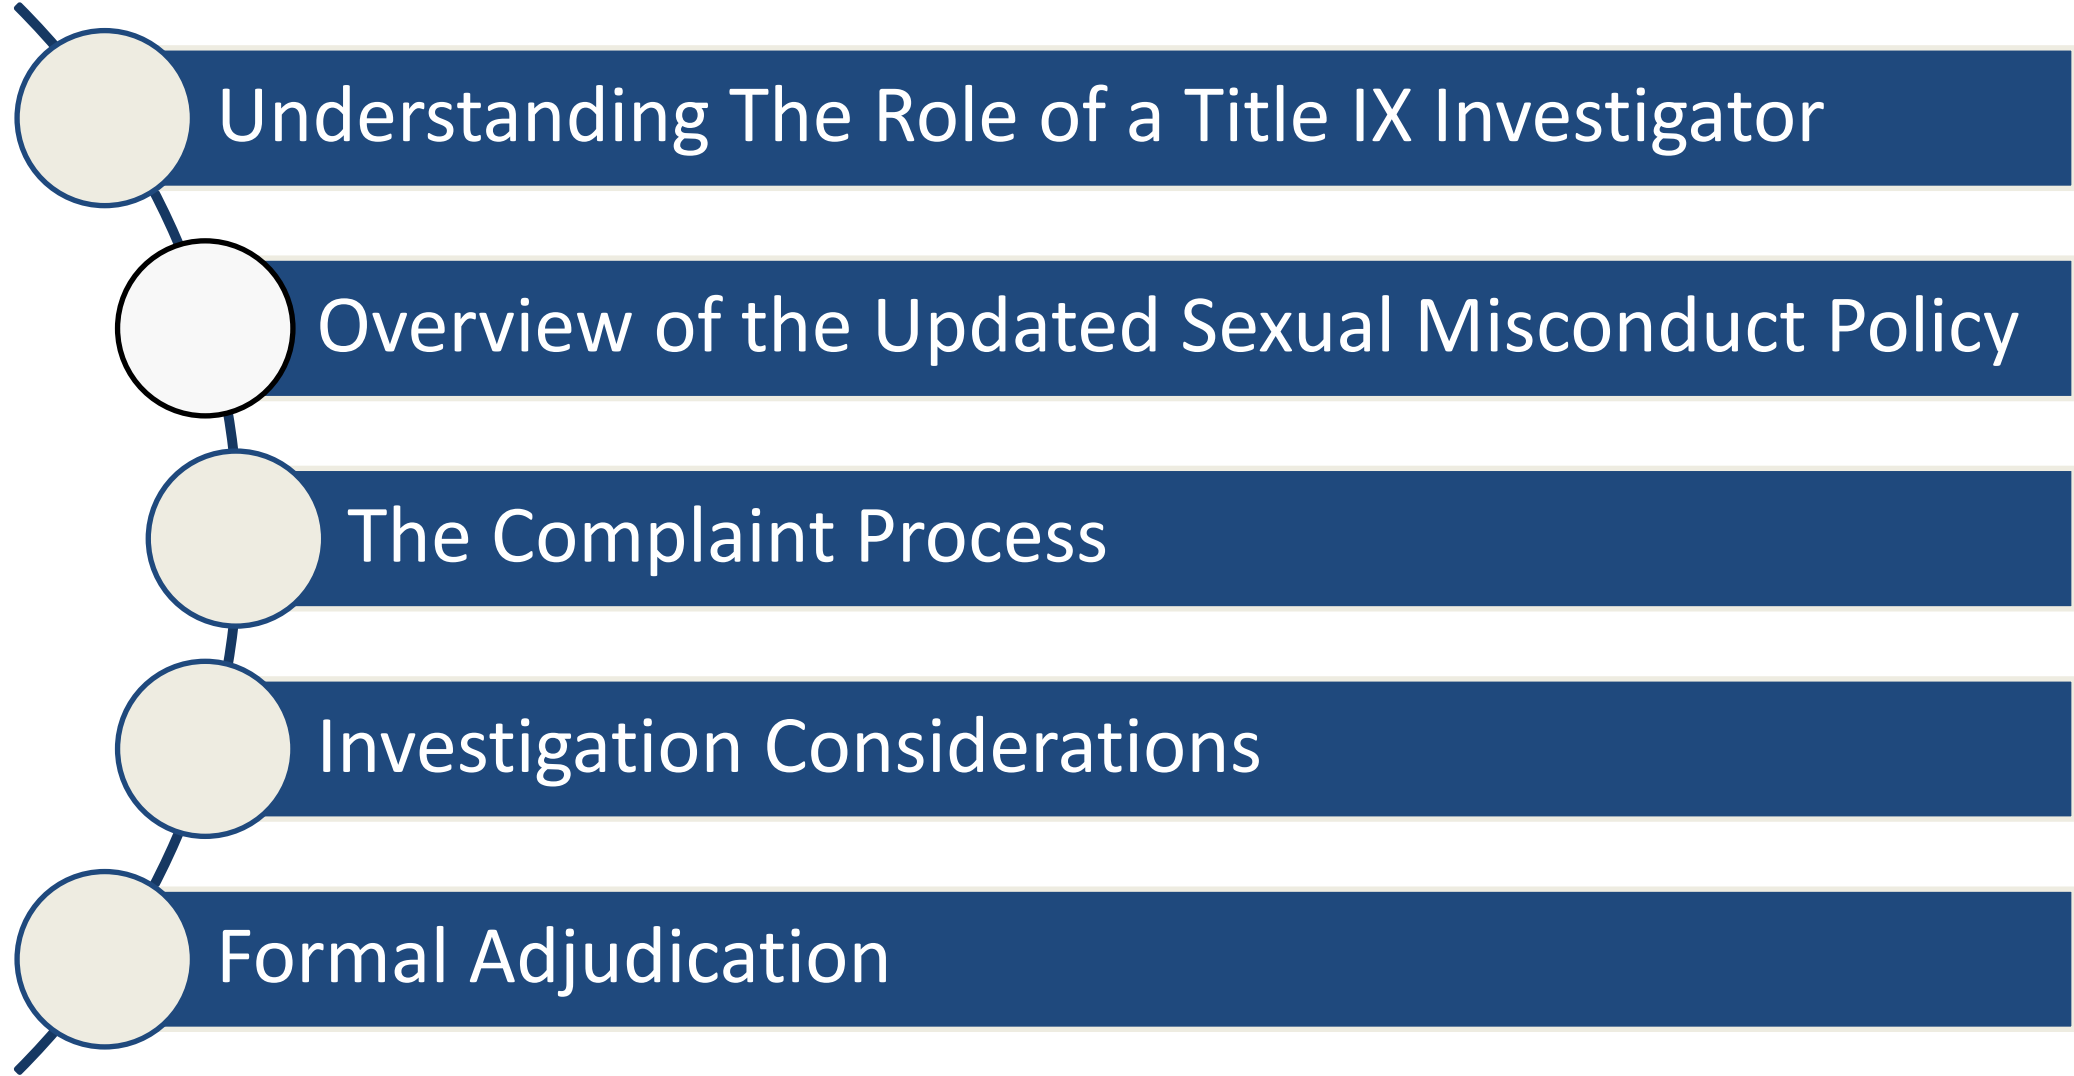 Understanding The Role of a Title IX Investigator
Overview of the Updated Sexual Misconduct Policy
The Complaint Process
Investigation Considerations
Formal Adjudication